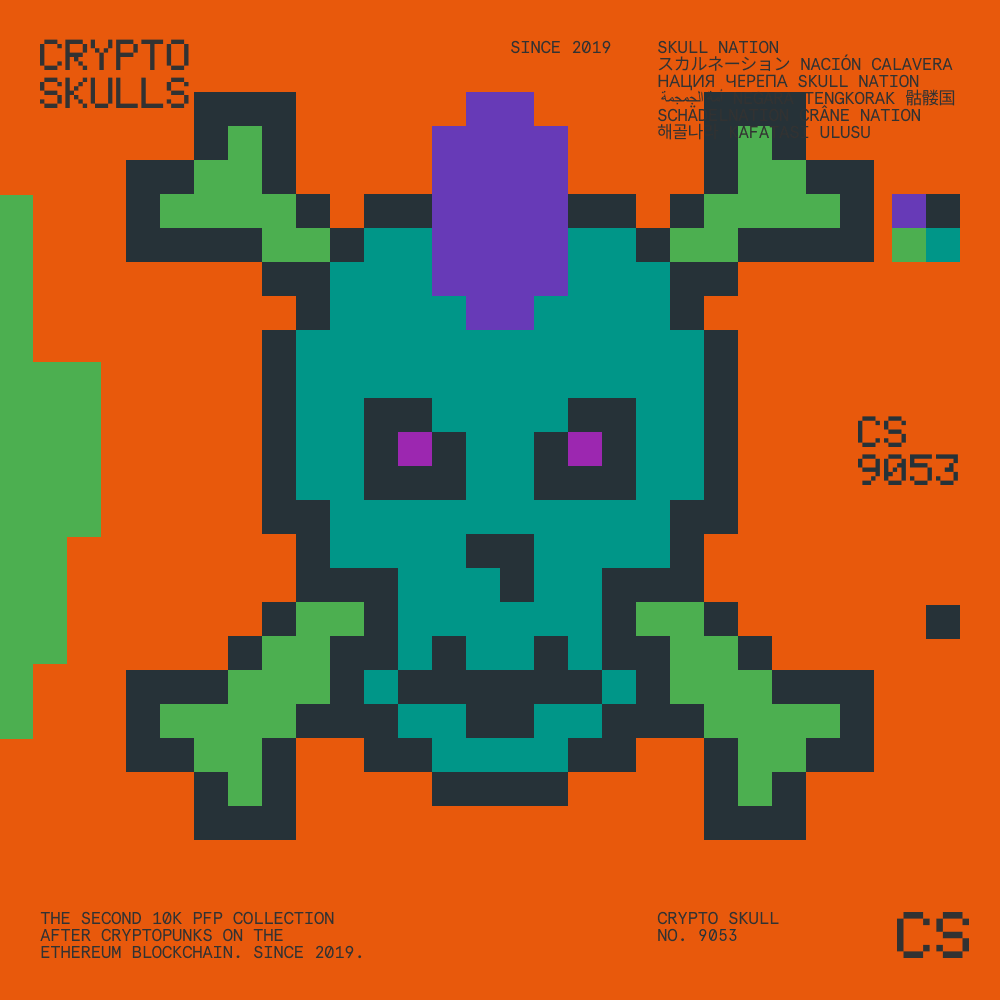 CRYPTO
SKULLS
SINCE 2019
SKULL NATION
スカルネーション NACIÓN CALAVERA
НАЦИЯ ЧЕРЕПА SKULL NATION
TENGKORAK 骷髅国
CRÂNE NATION
해골 ULUSU
CS
9053
THE SECOND 10K PFP COLLECTION
AFTER CRYPTOPUNKS ON THE
ETHEREUM BLOCKCHAIN. SINCE 2019.
CRYPTO SKULL
NO. 9053
CS